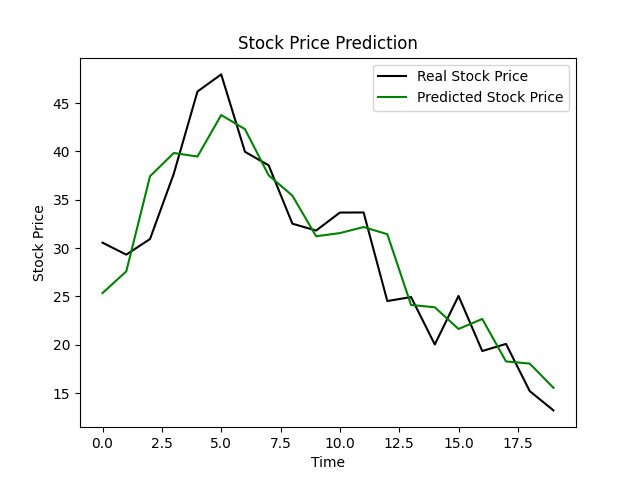 Stock Price Prediction
Real Stock Price
Predicted Stock Price
Stock Price
45
40
35
30
25
20
15
0.0 2.5 5.0 7.5 10.0 12.5 15.0 17.5
Time